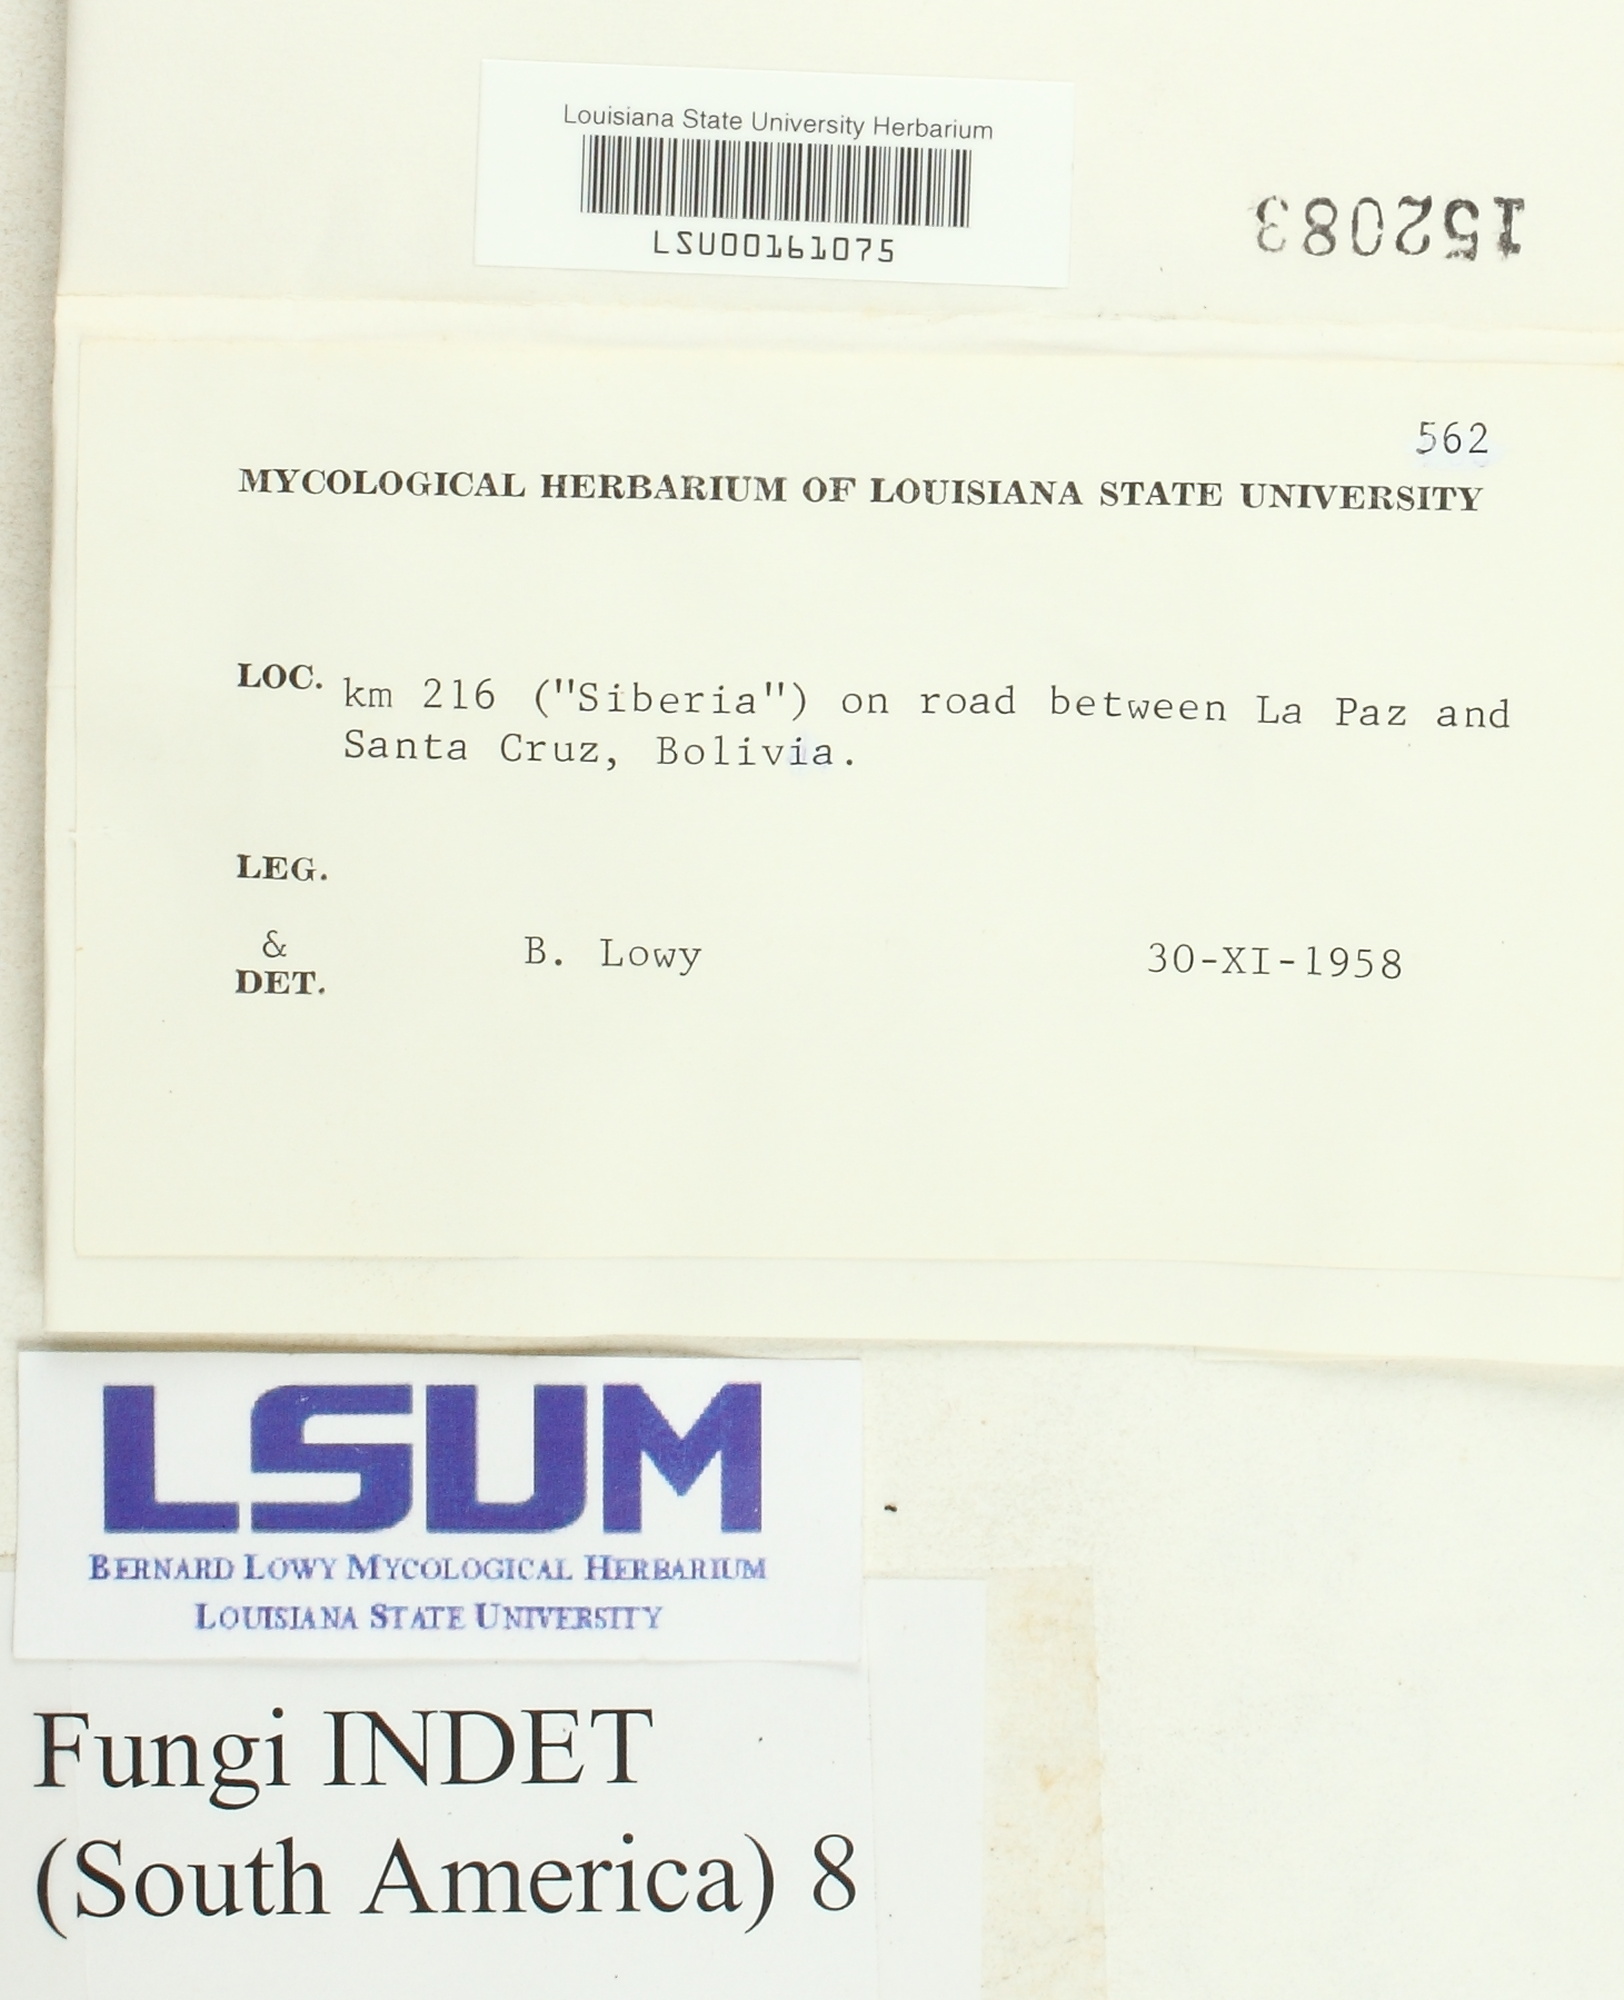 Louisiana State University Herbarium
LSU00161075
152083
562
MYCOLOGICAL HERBARIUM OF LOUISIANA STATE UNIVERSITY
LOC. km 216 ("Siberia") on road between La Paz and
Santa Cruz, Bolivia.
LEG.
&
DET.
B. Lowy 30-XI-1958
LSUM
BERNARD LOWY MYCOLOGICAL HERBARIUM
LOUISIANA STATE UNIVERSITY
Fungi INDET
(South America) 8